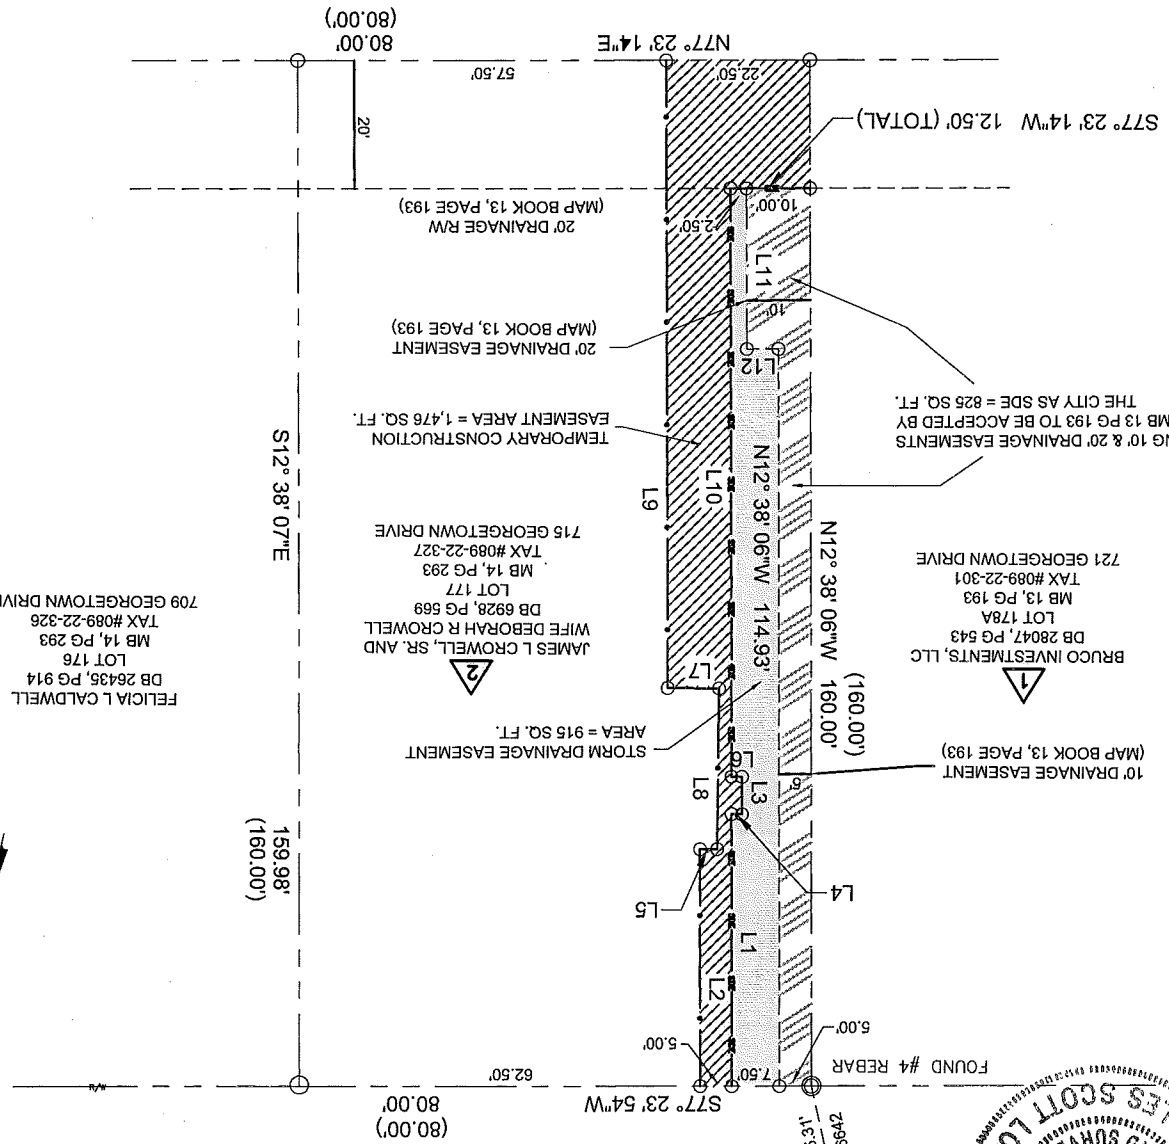 FOUND #4 REBAR
5.00'
7.50'
5.00'
S77° 23' 54"W
62.50'
80.00'
(80.00')
R/W
L1
L2
L5
L4
L3
L6
L8
L7
10' DRAINAGE EASEMENT
(MAP BOOK 13, PAGE 193)
5'
N12° 38' 06"W 160.00'
(160.00')
N12° 38' 06"W 114.93'
159.98'
(160.00')
S12° 38' 07"E
STORM DRAINAGE EASEMENT
AREA = 915 SQ. FT.
1
BRUCO INVESTMENTS, LLC
DB 28047, PG 543
LOT 178A
MB 13, PG 193
TAX #089-22-301
721 GEORGETOWN DRIVE
2
JAMES L CROWELL, SR. AND
WIFE DEBORAH R CROWELL
DB 6928, PG 569
LOT 177
MB 14, PG 293
TAX #089-22-327
715 GEORGETOWN DRIVE
FELICIA L CALDWELL
DB 26435, PG 914
LOT 176
MB 14, PG 293
TAX #089-22-326
709 GEORGETOWN DRIVE
L10
L9
NG 10' & 20' DRAINAGE EASEMENTS
MB 13 PG 193 TO BE ACCEPTED BY
THE CITY AS SDE = 825 SQ. FT.
TEMPORARY CONSTRUCTION
EASEMENT AREA = 1,476 SQ. FT.
L12
20' DRAINAGE EASEMENT
(MAP BOOK 13, PAGE 193)
10'
L11
20' DRAINAGE R/W
(MAP BOOK 13, PAGE 193)
10.00'
2.50'
S77° 23' 14"W 12.50' (TOTAL)
20'
22.50'
57.50'
N77° 23' 14"E
80.00'
(80.00')